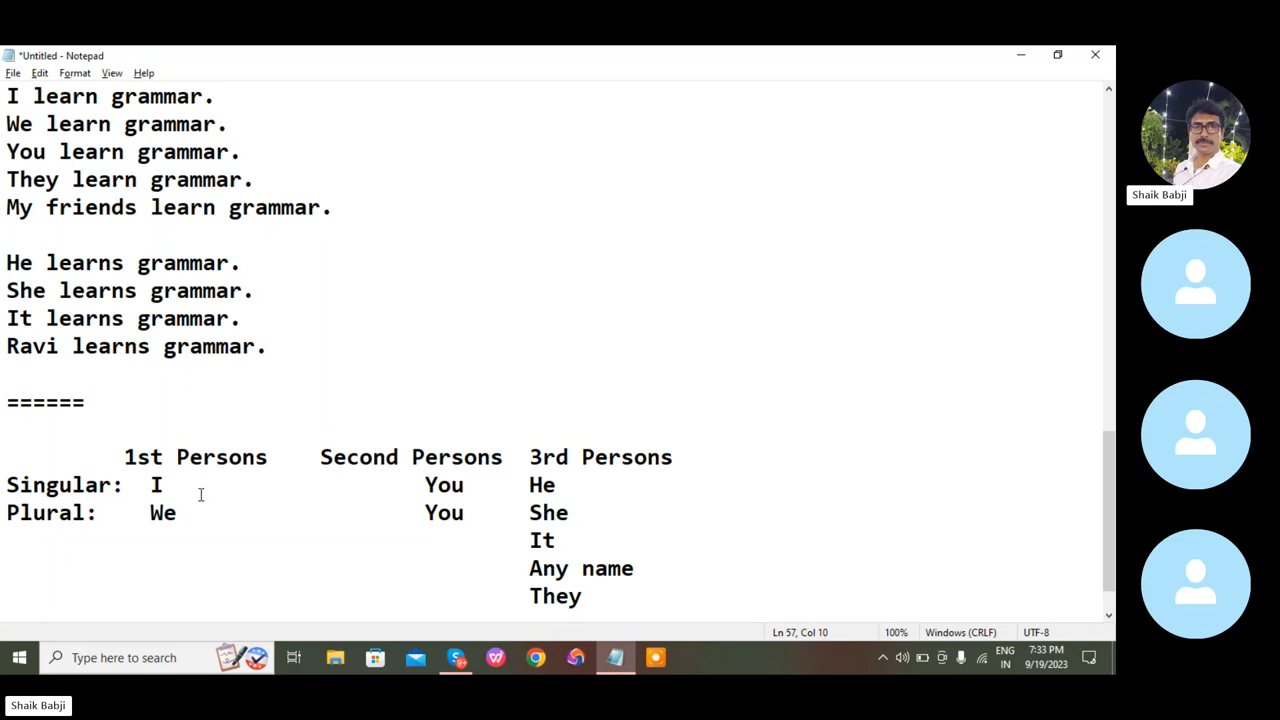 *Untitled - Notepad
File Edit Format View Help
I learn grammar.
We learn grammar.
You learn grammar.
They learn grammar.
My friends learn grammar.
He learns grammar.
She learns grammar.
It learns grammar.
Ravi learns grammar.
======
1st Persons Second Persons 3rd Persons
Singular: I You He
Plural: We You She
It
Any name
They
Ln 57, Col 10 100% Windows (CRLF) UTF-8
Type here to search
ENG
IN
7:33 PM
9/19/2023
Shaik Babji
Shaik Babji